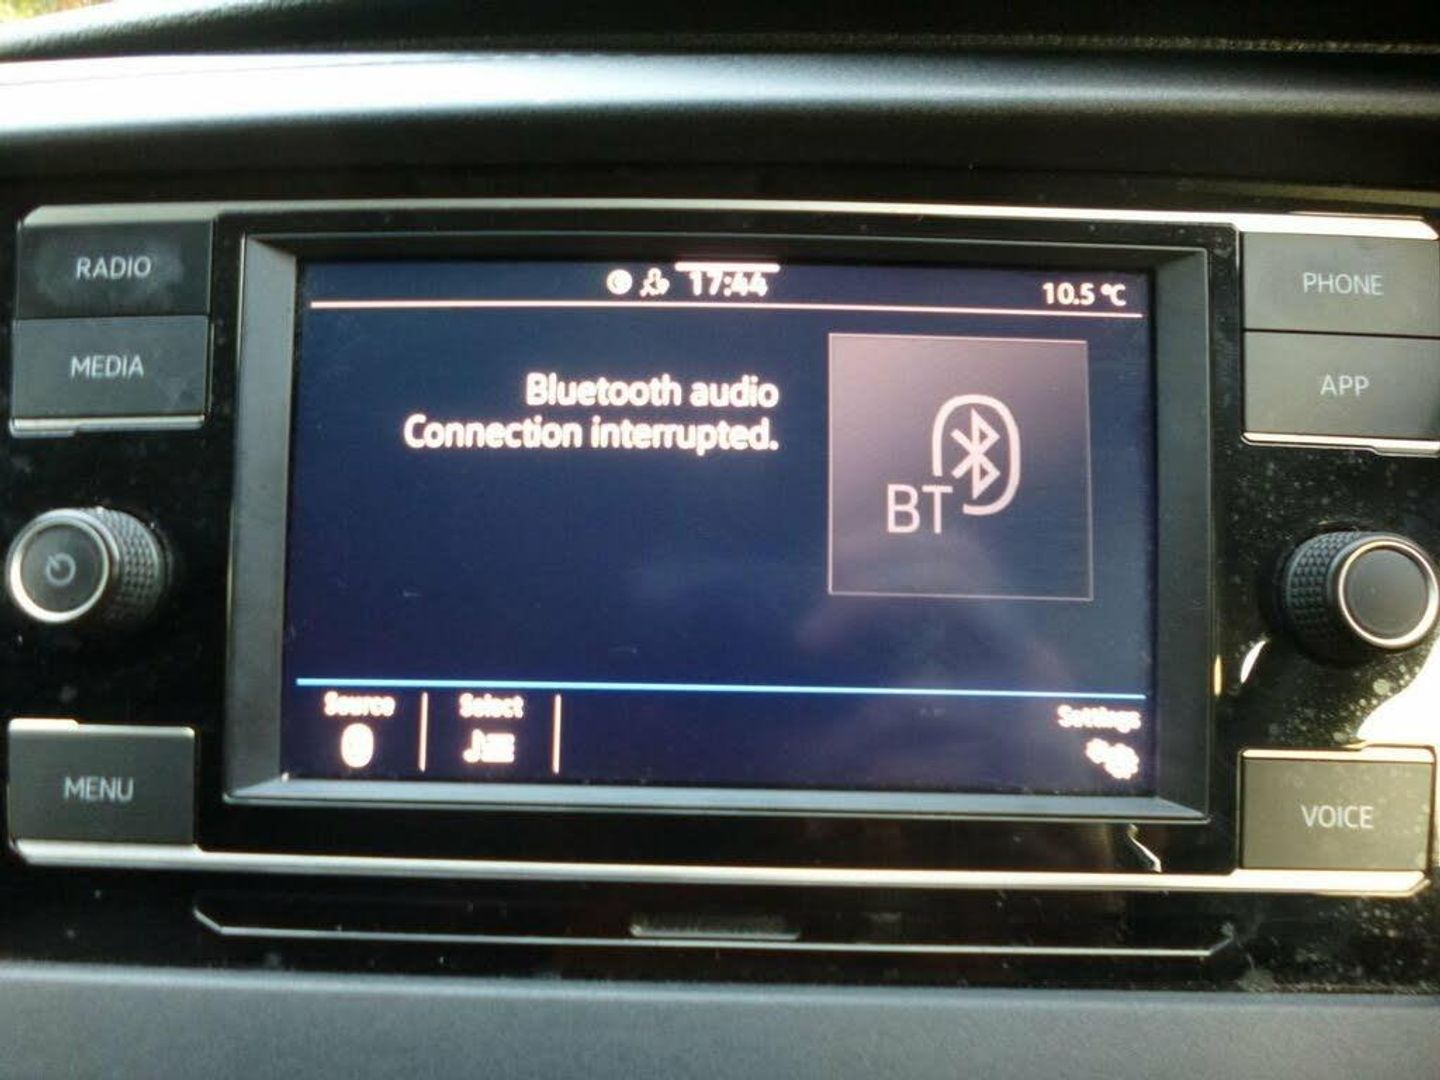 RADIO
MEDIA
MENU
17:44
10.5 °C
Bluetooth audio
Connection interrupted.
BT
Source
Select
Settings
PHONE
APP
VOICE